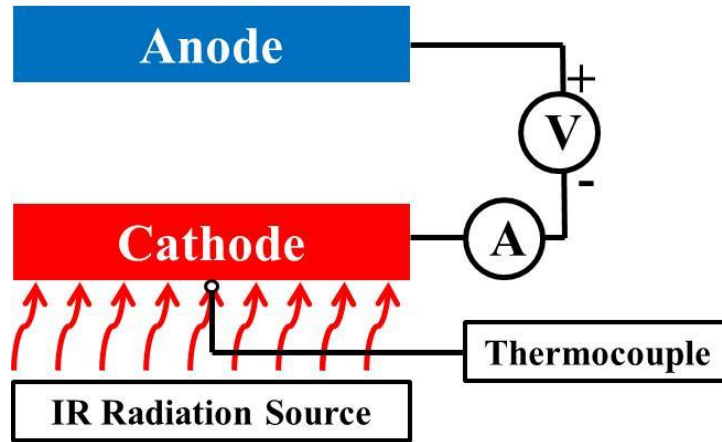 Anode
+
V
-
Cathode
A
Thermocouple
IR Radiation Source